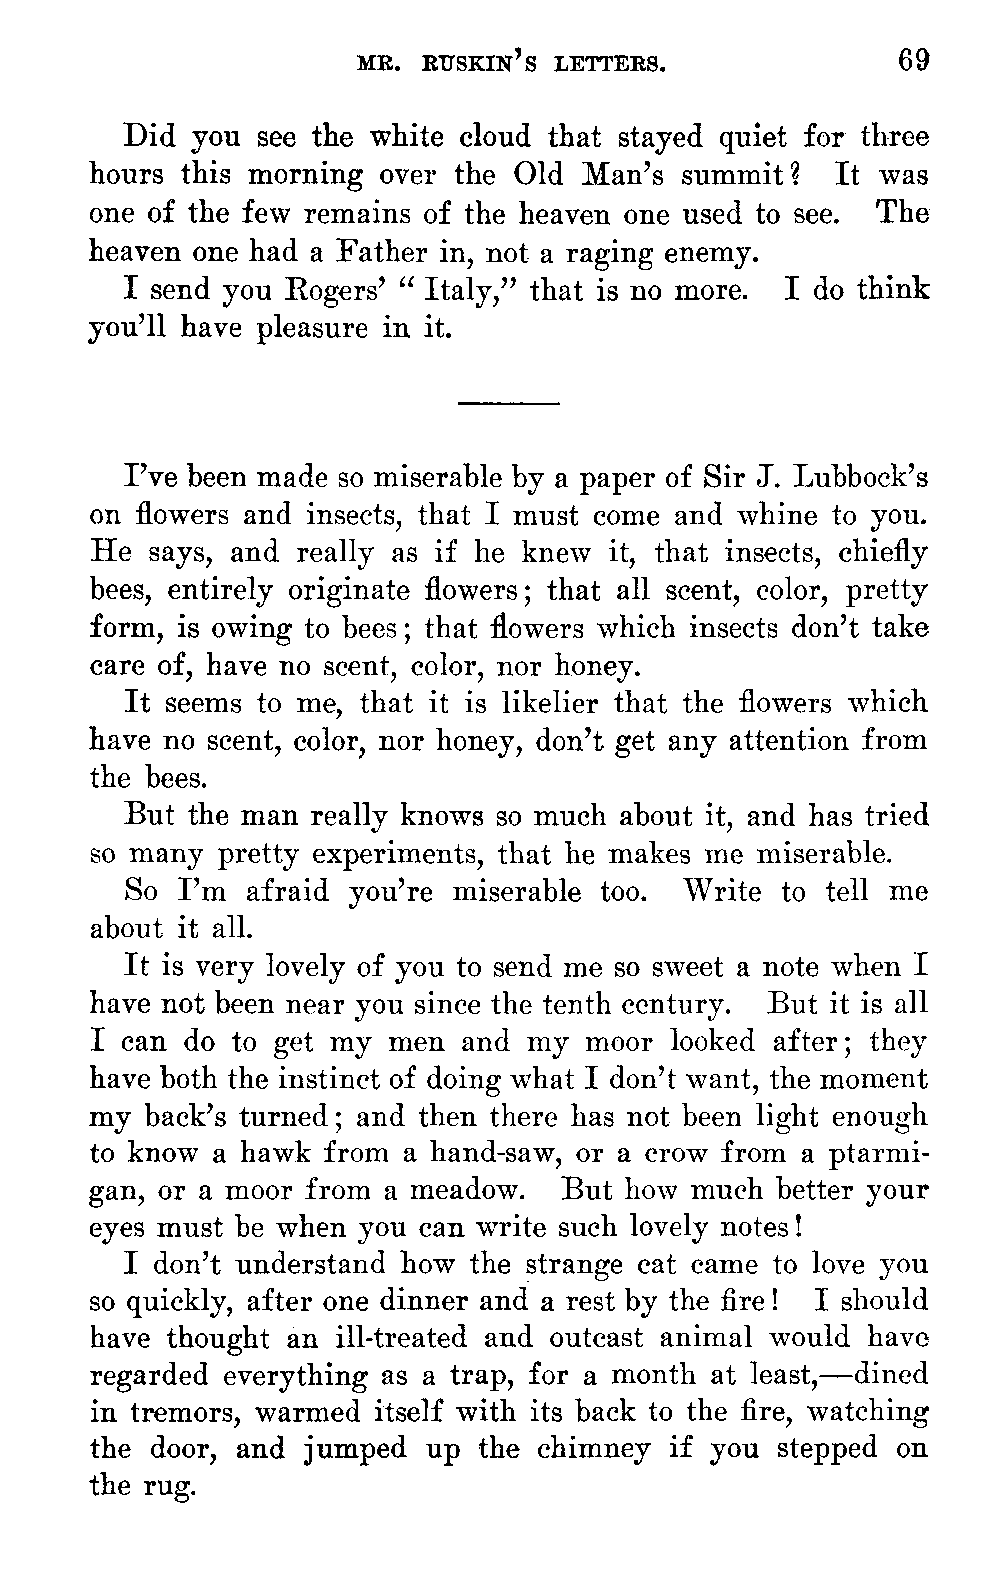 MR. RUSKIN'S LETTERS. 69
Did you see the white cloud that stayed quiet for three
hours this morning over the Old Man's summit? It was
one of the few remains of the heaven one used to see. The
heaven one had a Father in, not a raging enemy.
I send you Rogers' “Italy,” that is no more. I do think
you'll have pleasure in it.
I've been made so miserable by a paper of Sir J. Lubbock's
on flowers and insects, that I must come and whine to you.
He says, and really as if he knew it, that insects, chiefly
bees, entirely originate flowers; that all scent, color, pretty
form, is owing to bees; that flowers which insects don't take
care of, have no scent, color, nor honey.
It seems to me, that it is likelier that the flowers which
have no scent, color, nor honey, don't get any attention from
the bees.
But the man really knows so much about it, and has tried
so many pretty experiments, that he makes me miserable.
So I'm afraid you're miserable too. Write to tell me
about it all.
It is very lovely of you to send me so sweet a note when I
have not been near you since the tenth century. But it is all
I can do to get my men and my moor looked after; they
have both the instinct of doing what I don't want, the moment
my back's turned; and then there has not been light enough
to know a hawk from a hand-saw, or a crow from a ptarmi-
gan, or a moor from a meadow. But how much better your
eyes must be when you can write such lovely notes!
I don't understand how the strange cat came to love you
so quickly, after one dinner and a rest by the fire! I should
have thought an ill-treated and outcast animal would have
regarded everything as a trap, for a month at least,—dined
in tremors, warmed itself with its back to the fire, watching
the door, and jumped up the chimney if you stepped on
the rug.